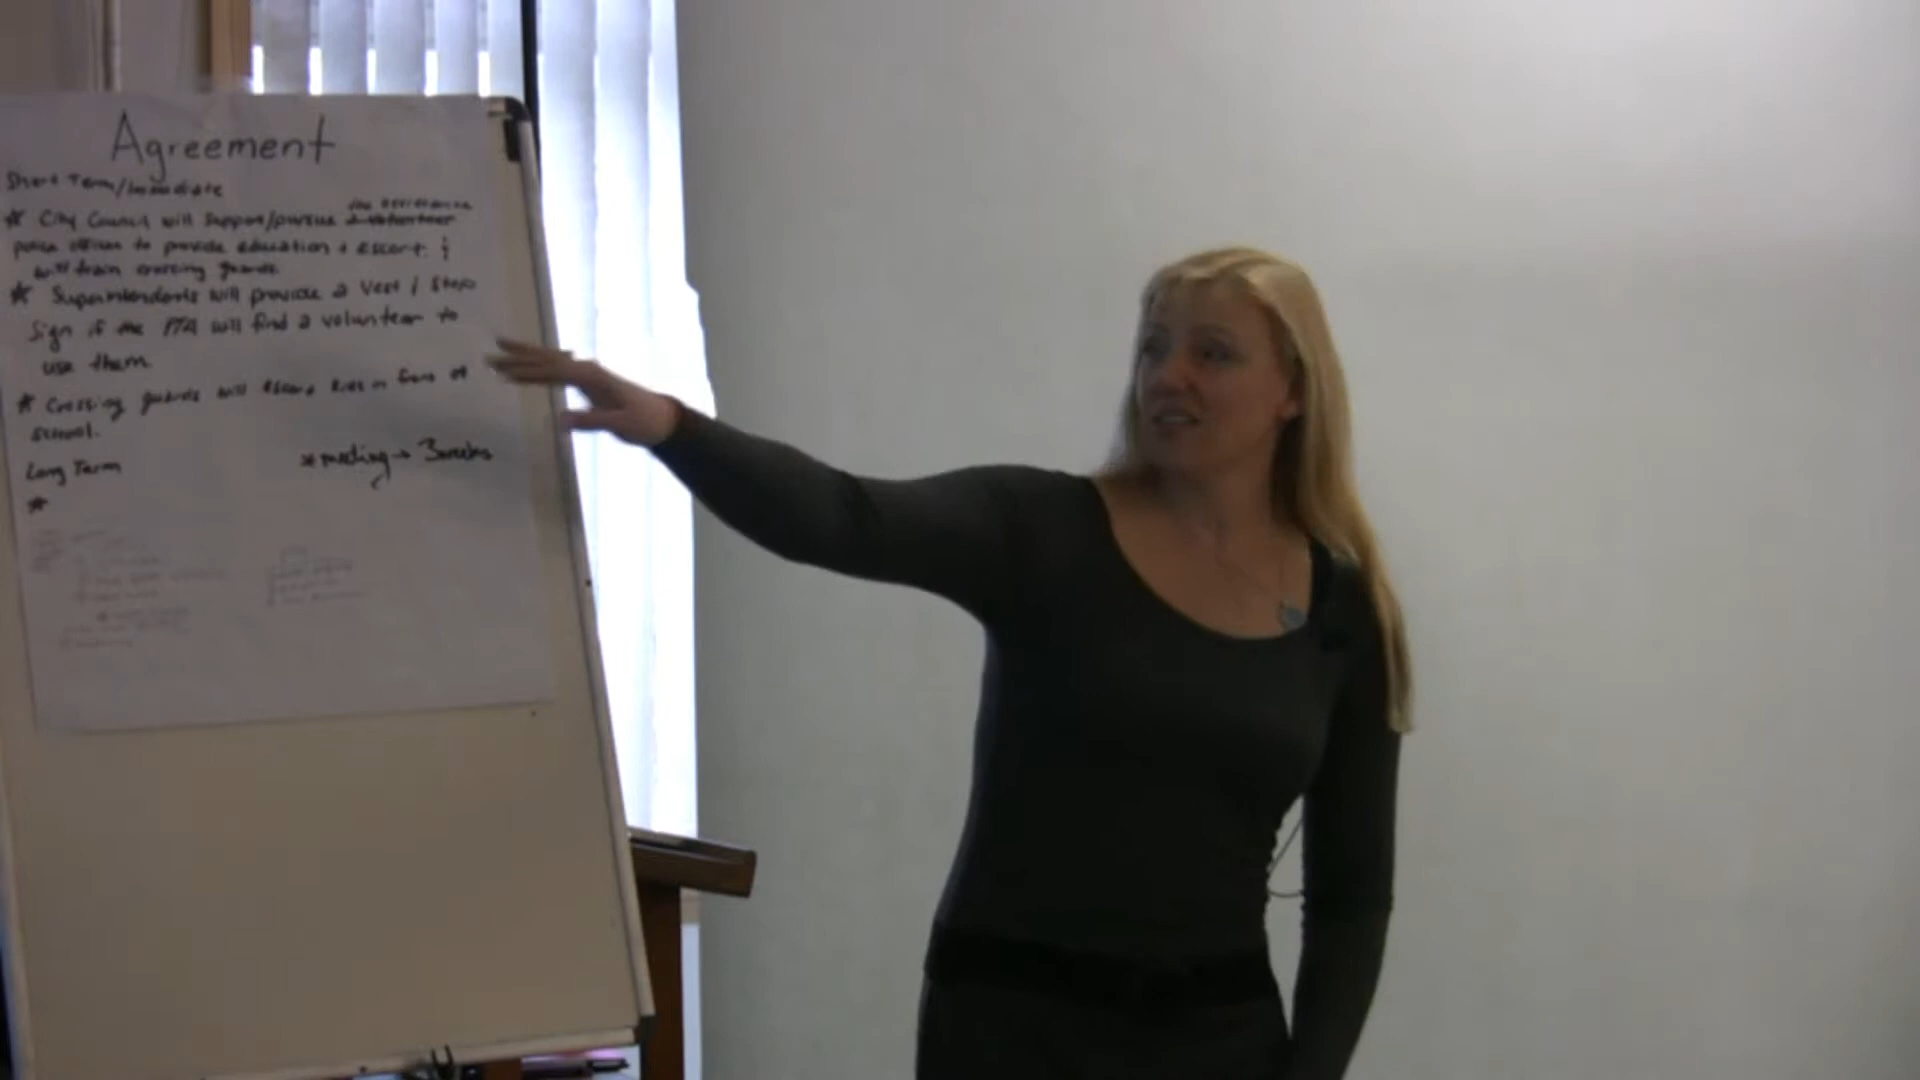 Agreement
Short Term/Immediate
* City Council will support/pursue a volunteer
police officer to provide education + escort. &
will train crossing guards
* Superintendents will provide a vest / stop
sign if the PTA will find a volunteer to
use them
* Crossing guards will escort kids in front of
school.
* meeting → 3 weeks
Long Term
*